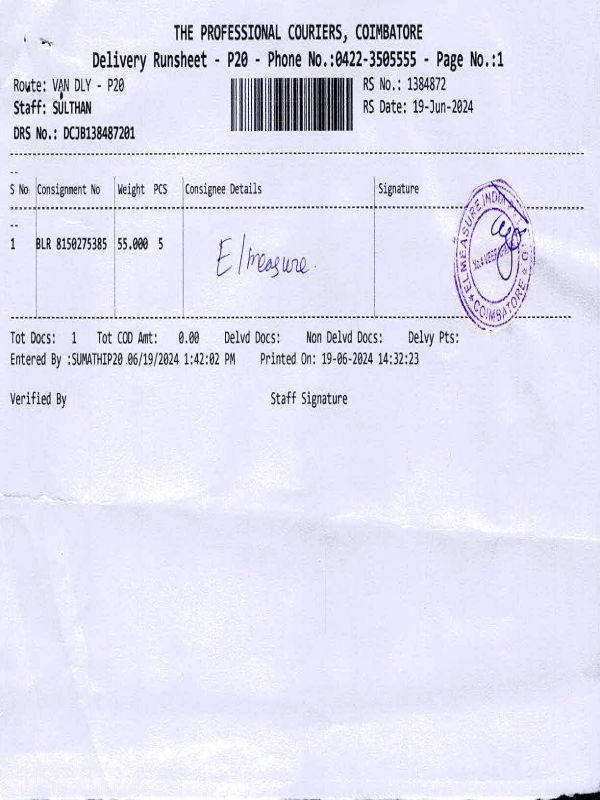 THE PROFESSIONAL COURIERS, COIMBATORE
Delivery Runsheet - P20 - Phone No.:0422-3505555 - Page No.:1
Route: VAN DLY - P20 RS No.: 1384872
Staff: SULTHAN RS Date: 19-Jun-2024
DRS No.: DCJB138487201
--
S No Consignment No Weight PCS Consignee Details Signature
--
1 BLR 8150275385 55.000 5 Elmeasure
ELMEASURE INDIA
COIMBATORE
Tot Docs: 1 Tot COD Amt: 0.00 Delvd Docs: Non Delvd Docs: Delvy Pts:
Entered By :SUMATHIP20 06/19/2024 1:42:02 PM Printed On: 19-06-2024 14:32:23
Verified By Staff Signature